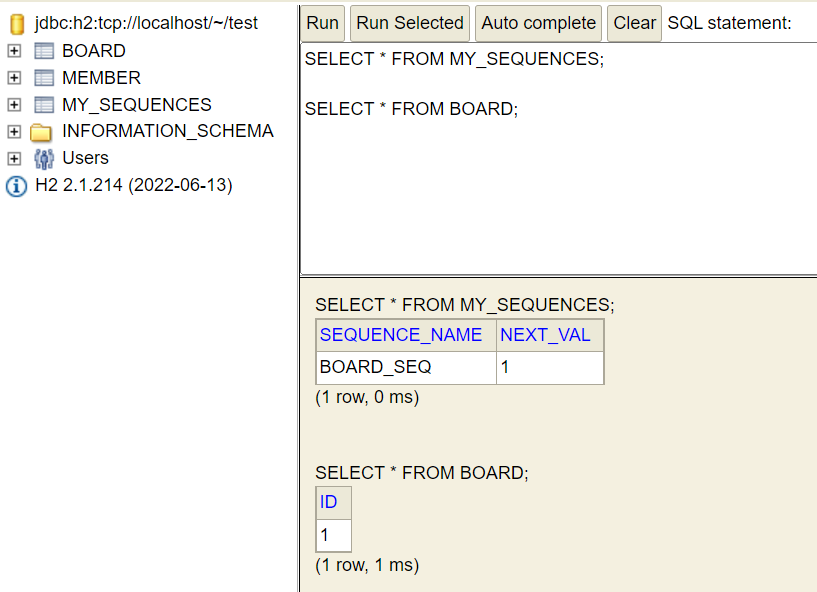 jdbc:h2:tcp://localhost/~/test
BOARD
MEMBER
MY_SEQUENCES
INFORMATION_SCHEMA
Users
H2 2.1.214 (2022-06-13)
Run Run Selected Auto complete Clear SQL statement:
SELECT * FROM MY_SEQUENCES;
SELECT * FROM BOARD;
SELECT * FROM MY_SEQUENCES;
SEQUENCE_NAME NEXT_VAL
BOARD_SEQ 1
(1 row, 0 ms)
SELECT * FROM BOARD;
ID
1
(1 row, 1 ms)